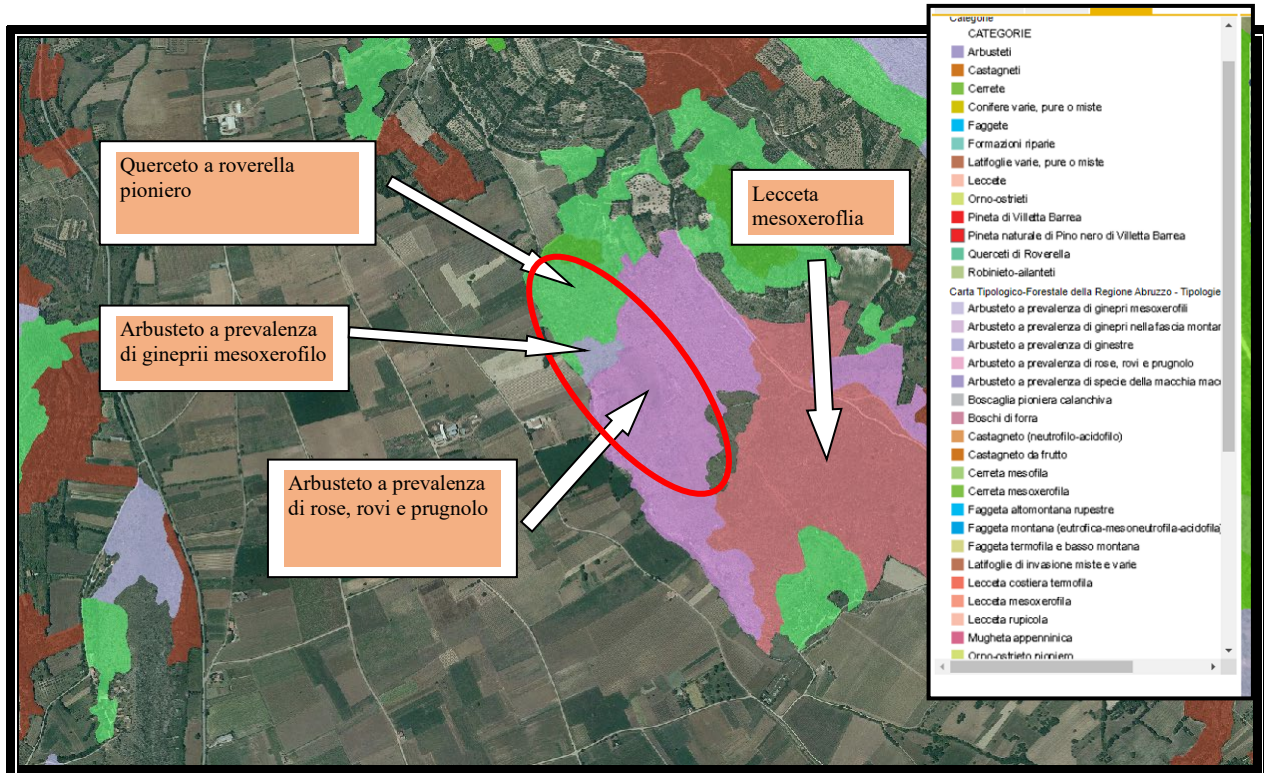 Querceto a roverella
pioniero
Arbusteto a prevalenza
di gineprii mesoxerofilo
Arbusteto a prevalenza
di rose, rovi e prugnolo
Lecceta
mesoxeroflia
Categorie
CATEGORIE
Arbusteti
Castagneti
Cerrete
Conifere varie, pure o miste
Faggete
Formazioni riparie
Latifoglie varie, pure o miste
Leccete
Orno-ostrieti
Pineta di Villetta Barrea
Pineta naturale di Pino nero di Villetta Barrea
Querceti di Roverella
Robinieto-ailanteti
Carta Tipologico-Forestale della Regione Abruzzo - Tipologie
Arbusteto a prevalenza di ginepri mesoxerofili
Arbusteto a prevalenza di ginepri nella fascia montar
Arbusteto a prevalenza di ginestre
Arbusteto a prevalenza di rose, rovi e prugnolo
Arbusteto a prevalenza di specie della macchia mac
Boscaglia pioniera calanchiva
Boschi di forra
Castagneto (neutrofilo-acidofilo)
Castagneto da frutto
Cerreta mesofila
Cerreta mesoxerofila
Faggeta altomontana rupestre
Faggeta montana (eutrofica-mesoneutrofila-acidofila)
Faggeta termofila e basso montana
Latifoglie di invasione miste e varie
Lecceta costiera termofila
Lecceta mesoxerofila
Lecceta rupicola
Mugheta appenninica
Orno-ostrieto pioniero